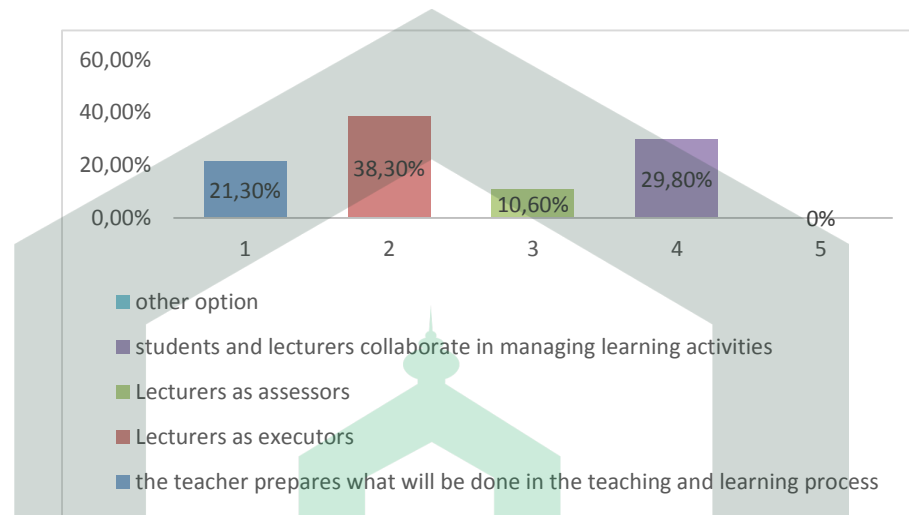 60,00%
40,00%
20,00%
0,00%
21,30%
38,30%
10,60%
29,80%
0%
1 2 3 4 5
other option
students and lecturers collaborate in managing learning activities
Lecturers as assessors
Lecturers as executors
the teacher prepares what will be done in the teaching and learning process